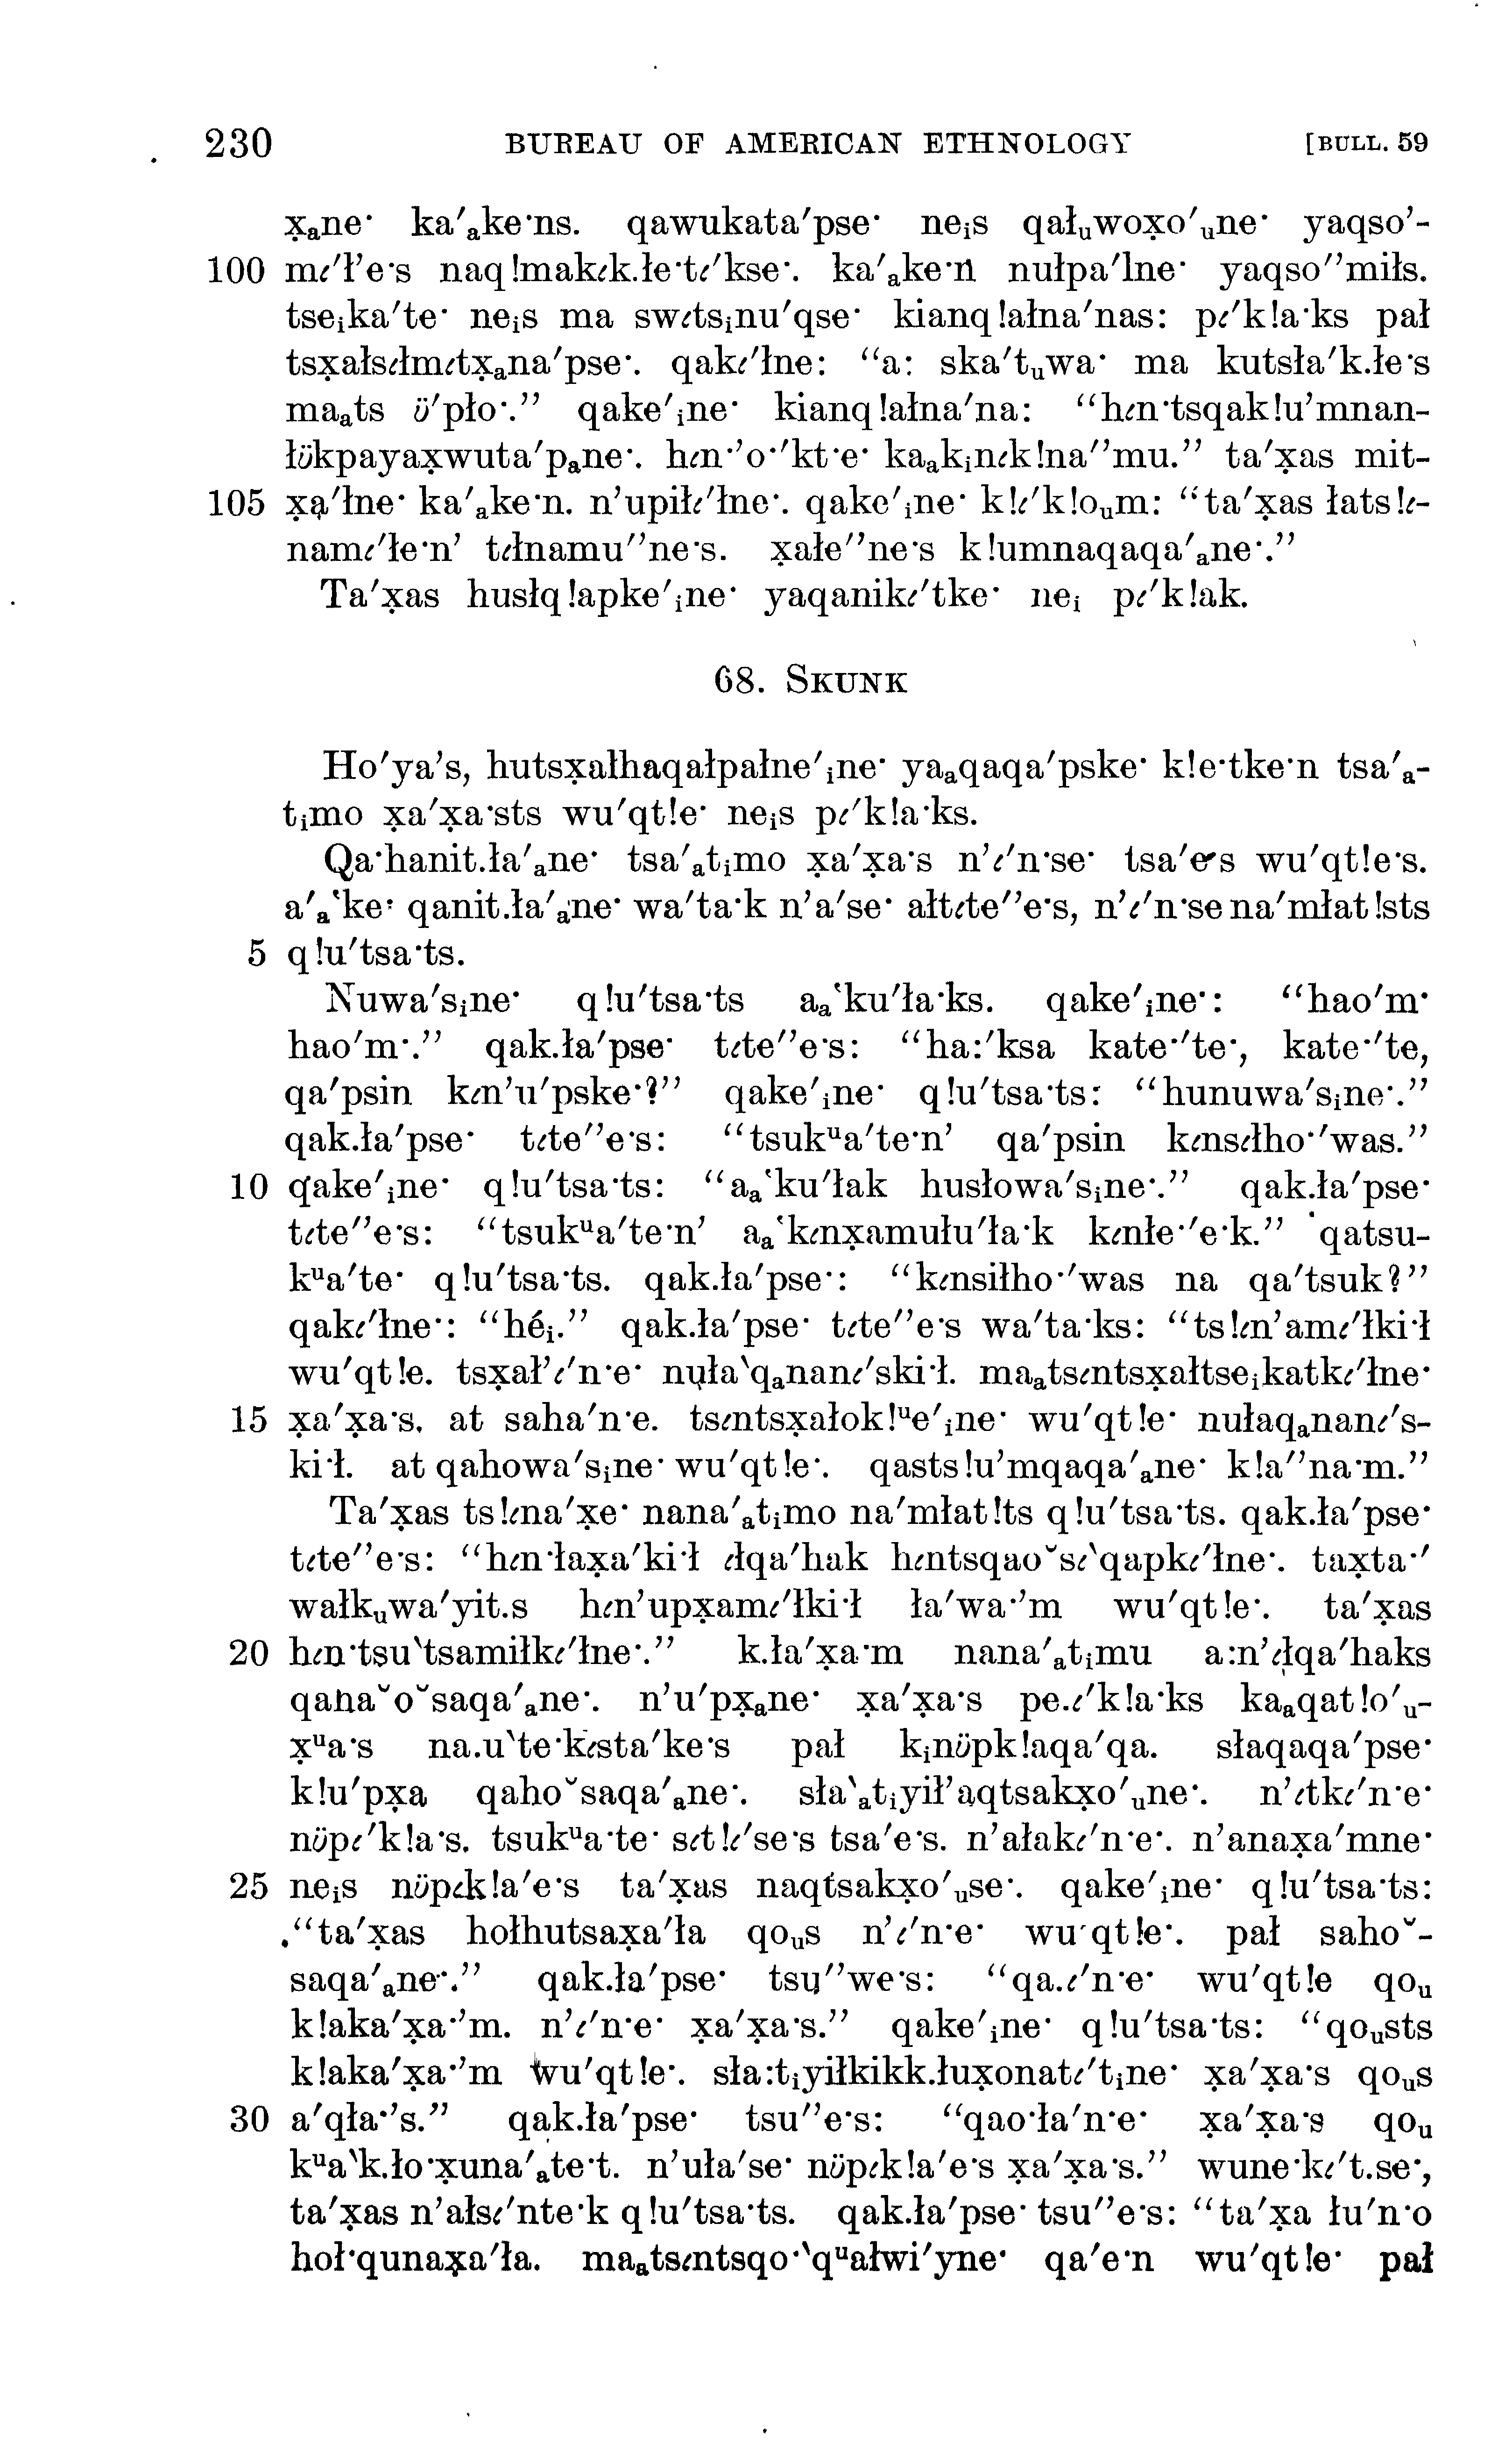 230 BUREAU OF AMERICAN ETHNOLOGY [BULL. 59
x̣ₐne· ka′ₐke·ns. qawukata′pse· neᵢs qałᵤwox̣o′ᵤne· yaqso’-
100 mɩ′ł’e·s naq!makɩk.łe·tɩ′kse·. ka′ₐke·n nułpa′lne· yaqso″miłs.
tseᵢka′te· neᵢs ma swɩtsᵢnu′qse· kianq!ałna′nas: pɩ′k!a·ks pał
tsx̣ałsɩłmɩtx̣ₐna′pse·. qakɩ′łne: “a: ska′tᵤwa· ma kutsła′k.łe·s
maₐts ü′pło·.” qake′ᵢne· kianq!ałna′na: “hɩn·tsqak!u’mnan-
łükpayax̣wuta′pₐne·. hɩn·’o·′kt·e· kaₐkᵢnɩk!na″mu.” ta′x̣as mit-
105 x̣ạ′łne· ka′ₐke·n. n’upiłɩ′łne·. qake′ᵢne· k!ɩ′k!oᵤm: “ta′x̣as łats!ɩ-
namɩ′łe·n’ tɩłnamu″ne·s. x̣ałe″ne·s k!umnaqaqa′ₐne·.”
Ta′x̣as husłq!apke′ᵢne· yaqanikɩ′tke· neᵢ pɩ′k!ak.
68. SKUNK
Ho′ya’s, hutsx̣ałhaqałpałne′ᵢne· yaₐqaqa′pske· k!e·tke·n tsa′ₐ-
tᵢmo x̣a′x̣a·sts wu′qt!e· neᵢs pɩ′k!a·ks.
Qa·hanit.ła′ₐne· tsa′ₐtᵢmo x̣a′x̣a·s n’ɩ′n·se· tsa′e·s wu′qt!e·s.
a′ₐ‛ke· qanit.ła′ₐne· wa′ta·k n’a′se· ałtɩte″e·s, n’ɩ′n·se na′młat!sts
5 q!u′tsa·ts.
Nuwa′sᵢne· q!u′tsa·ts aₐ‛ku′ła·ks. qake′ᵢne·: “hao′m·
hao′m·.” qak.ła′pse· tɩte″e·s: “ha:′ksa kate·′te·, kate·′te,
qa′psin kɩn’u′pske·?” qake′ᵢne· q!u′tsa·ts: “hunuwa′sᵢne·.”
qak.ła′pse· tɩte″e·s: “tsukᵘa′te·n’ qa′psin kɩnsɩłho·′was.”
10 qake′ᵢne· q!u′tsa·ts: “aₐ‛ku′łak husłowa′sᵢne·.” qak.ła′pse·
tɩte″e·s: “tsukᵘa′te·n’ aₐ‛kɩnx̣amułu′ła·k kɩnłe·′e·k.” qatsu-
kᵘa′te· q!u′tsa·ts. qak.ła′pse·: “kɩnsiłho·′was na qa′tsuk?”
qakɩ′łne·: “héᵢ.” qak.ła′pse· tɩte″e·s wa′ta·ks: “ts!ɩn’amɩ′łki·ł
wu′qt!e. tsx̣ał’ɩ′n·e· nụła‵qₐnanɩ′ski·ł. maₐtsɩntsx̣ałtseᵢkatkɩ′łne·
15 x̣a′x̣a·s. at saha′n·e. tsɩntsx̣ałok!ᵘe′ᵢne· wu′qt!e· nułaqₐnanɩ′s-
ki·ł. at qahowa′sᵢne· wu′qt!e·. qasts!u′mqaqa′ₐne· k!a″na·m.”
Ta′x̣as ts!ɩna′x̣e· nana′ₐtᵢmo na′młat!ts q!u′tsa·ts. qak.ła′pse·
tɩte″e·s: “hɩn·łax̣a′ki·ł ɩłqa′hak hɩntsqaoˇsɩ‵qapkɩ′łne·. tax̣ta·′
wałkᵤwa′yit.s hɩn’upx̣amɩ′łki·ł ła′wa·’m wu′qt!e·. ta′x̣as
20 hɩn·tsu‵tsamiłkɩ′łne·.” k.ła′x̣a·m nana′ₐtᵢmu a:n’ɩłqa′haks
qanaˇoˇsaqa′ₐne·. n’u′px̣ₐne· x̣a′x̣a·s pe.ɩ′k!a·ks kaₐqat!o′ᵤ-
x̣ᵘa·s na.u‵te·kɩsta′ke·s pał kᵢnüpk!aqa′qa. słaqaqa′pse·
k!u′px̣a qahoˇsaqa′ₐne·. sła‵ₐtᵢyił’aqtsakx̣o′ᵤne·. n’ɩtkɩ′n·e·
nüpɩ′k!a·s. tsukᵘa·te· sɩt!ɩ′se·s tsa′e·s. n’ałakɩ′n·e·. n’anax̣a′mne·
25 neᵢs nüpɩk!a′e·s ta′x̣as naqtsakx̣o′ᵤse·. qake′ᵢne· q!u′tsa·ts:
“ta′x̣as hołhutsax̣a′ła qoᵤs n’ɩ′n·e· wu′qt!e·. pał sahoˇ-
saqa′ₐne·.” qak.ła′pse· tsụ″we·s: “qa.ɩ′n·e· wu′qt!e qoᵤ
k!aka′x̣a·’m. n’ɩ′n·e· x̣a′x̣a·s.” qake′ᵢne· q!u′tsa·ts: “qoᵤsts
k!aka′x̣a·’m wu′qt!e·. sła:tᵢyiłkikk.łux̣onatɩ′tᵢne· x̣a′x̣a·s qoᵤs
30 a′qła·’s.” qak.ła′pse· tsu″e·s: “qao·ła′n·e· x̣a′x̣a·s qoᵤ
kᵘa‵k.ło·x̣una′ₐte·t. n’uła′se· nüpɩk!a′e·s x̣a′x̣a·s.” wune·kɩ′t.se·,
ta′x̣as n’ałsɩ′nte·k q!u′tsa·ts. qak.ła′pse· tsu″e·s: “ta′x̣a łu′n·o
hoł·qunax̣a′ła. maₐtsɩntsqo·‵qᵘałwi′yne· qa′e·n wu′qt!e· pał